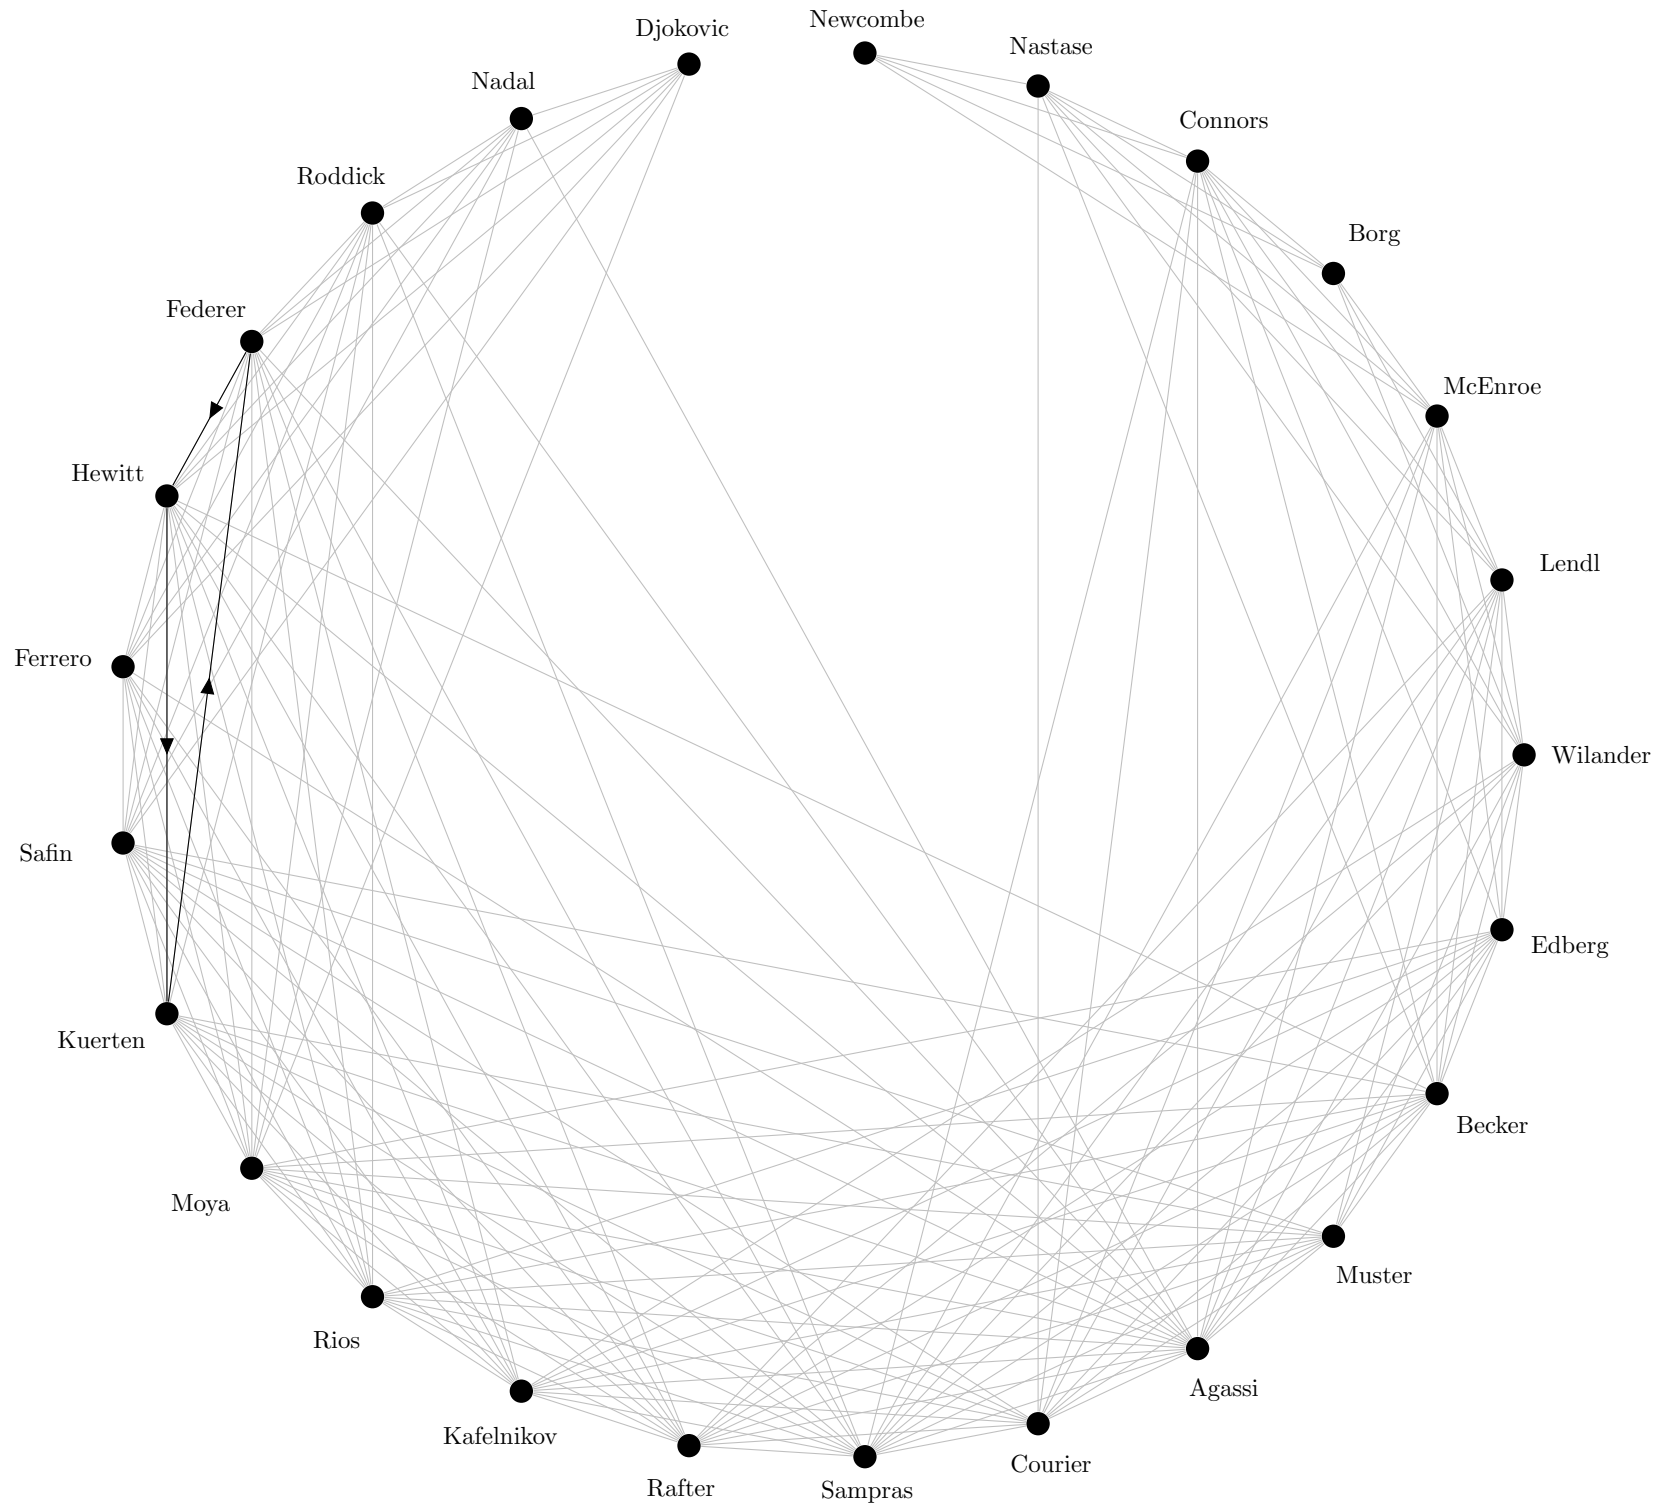 Newcombe
Djokovic
Nastase
Nadal
Connors
Roddick
Borg
Federer
McEnroe
Hewitt
Lendl
Ferrero
Wilander
Safin
Edberg
Kuerten
Becker
Moya
Muster
Rios
Agassi
Kafelnikov
Courier
Rafter
Sampras